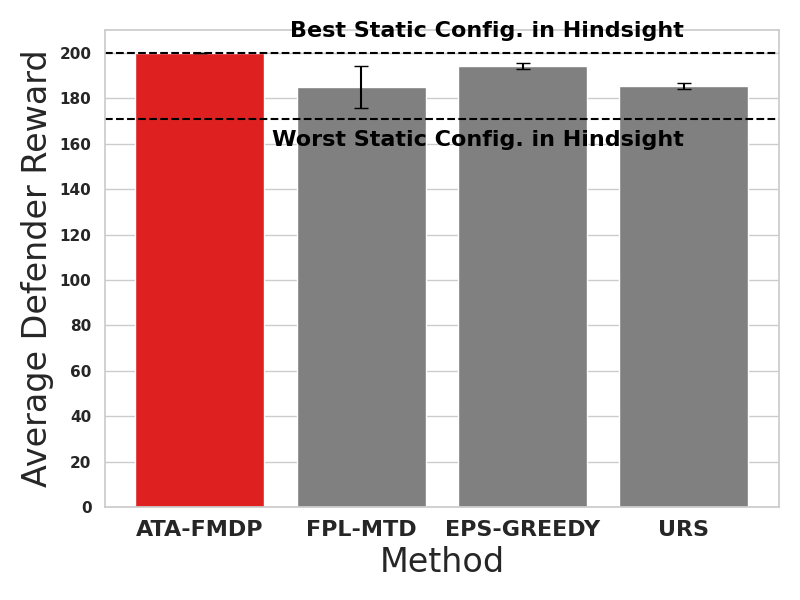 Best Static Config. in Hindsight
Worst Static Config. in Hindsight
Average Defender Reward
200
180
160
140
120
100
80
60
40
20
0
ATA-FMDP FPL-MTD EPS-GREEDY URS
Method